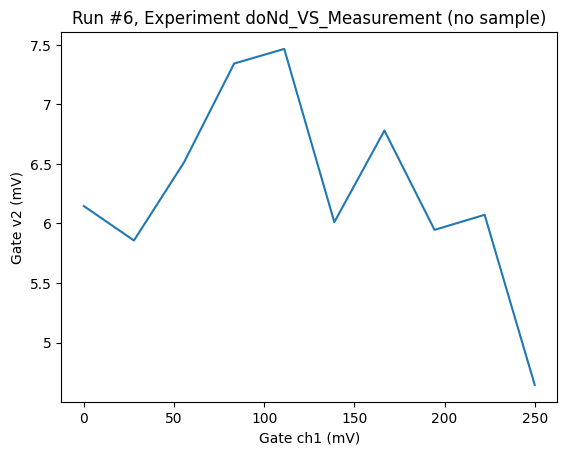 Run #6, Experiment doNd_VS_Measurement (no sample)
7.5
7
6.5
6
5.5
5
Gate v2 (mV)
0 50 100 150 200 250
Gate ch1 (mV)